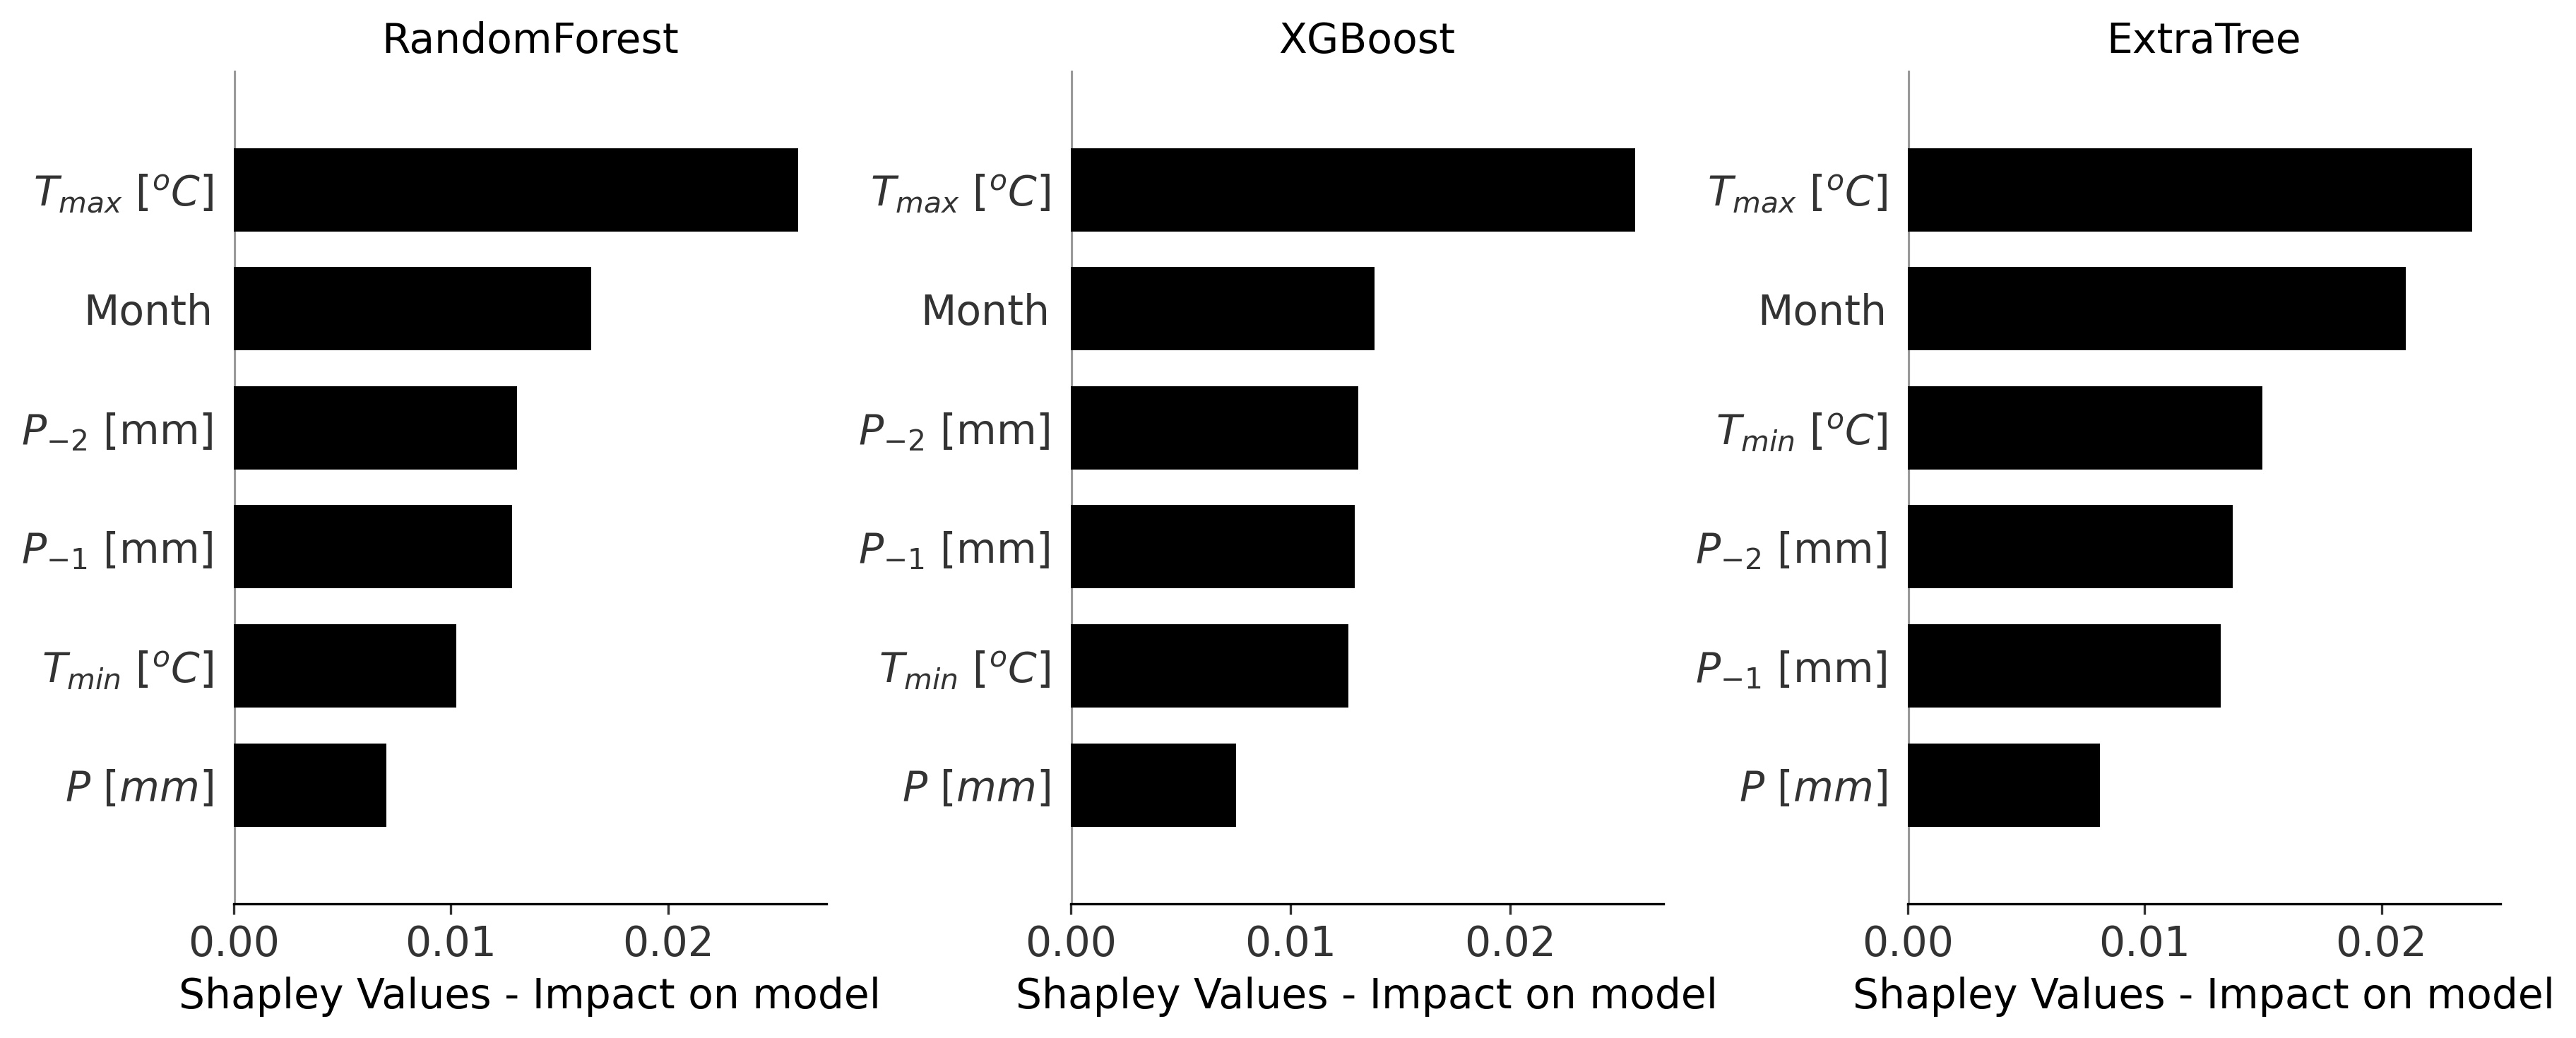 RandomForest
T_max [°C]
Month
P_−2 [mm]
P_−1 [mm]
T_min [°C]
P [mm]
0.00 0.01 0.02
Shapley Values - Impact on model
XGBoost
T_max [°C]
Month
P_−2 [mm]
P_−1 [mm]
T_min [°C]
P [mm]
0.00 0.01 0.02
Shapley Values - Impact on model
ExtraTree
T_max [°C]
Month
T_min [°C]
P_−2 [mm]
P_−1 [mm]
P [mm]
0.00 0.01 0.02
Shapley Values - Impact on model